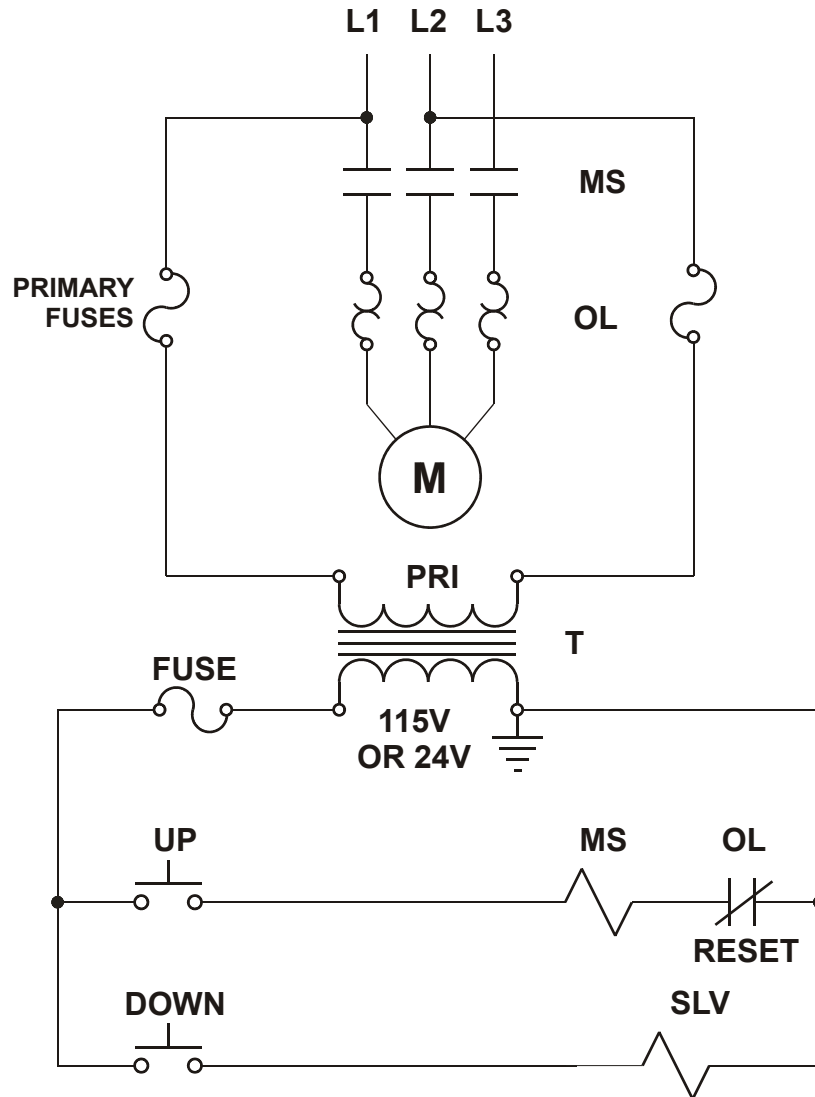 L1 L2 L3
MS
PRIMARY
FUSES
OL
M
PRI
T
FUSE
115V
OR 24V
UP MS OL
RESET
DOWN SLV